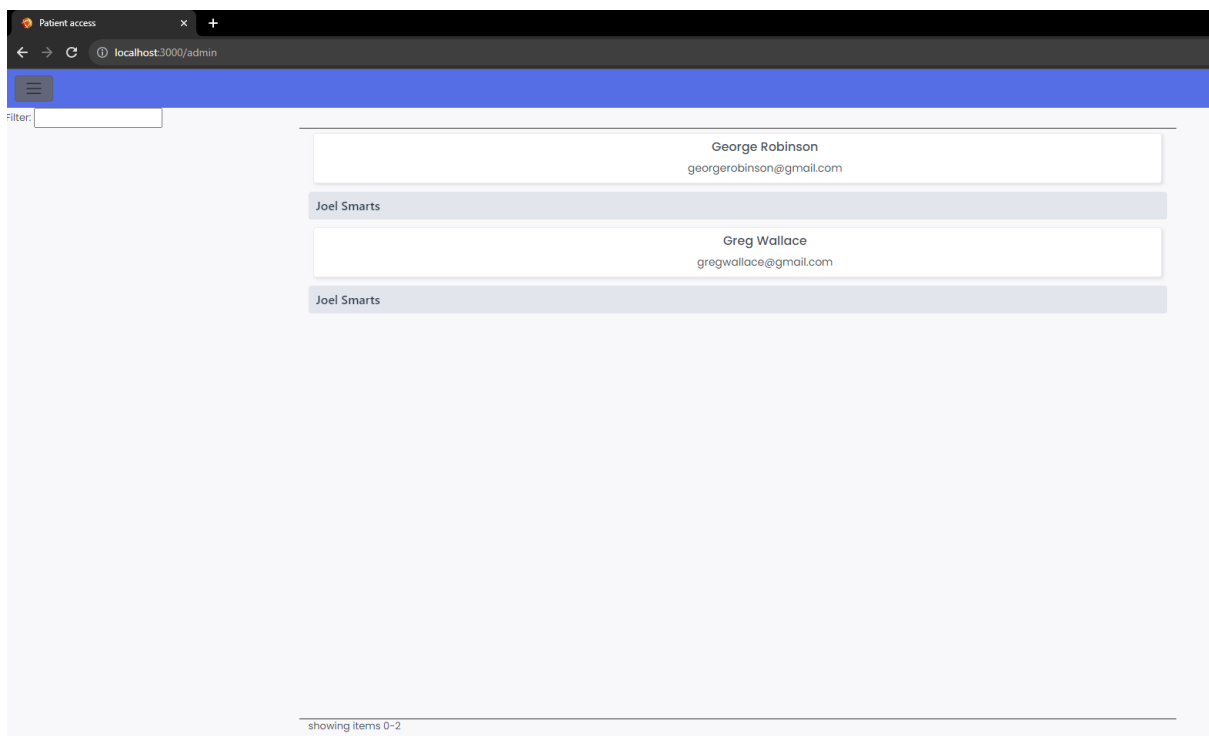 Patient access
localhost:3000/admin
Filter:
George Robinson
georgerobinson@gmail.com
Joel Smarts
Greg Wallace
gregwallace@gmail.com
Joel Smarts
showing items 0-2